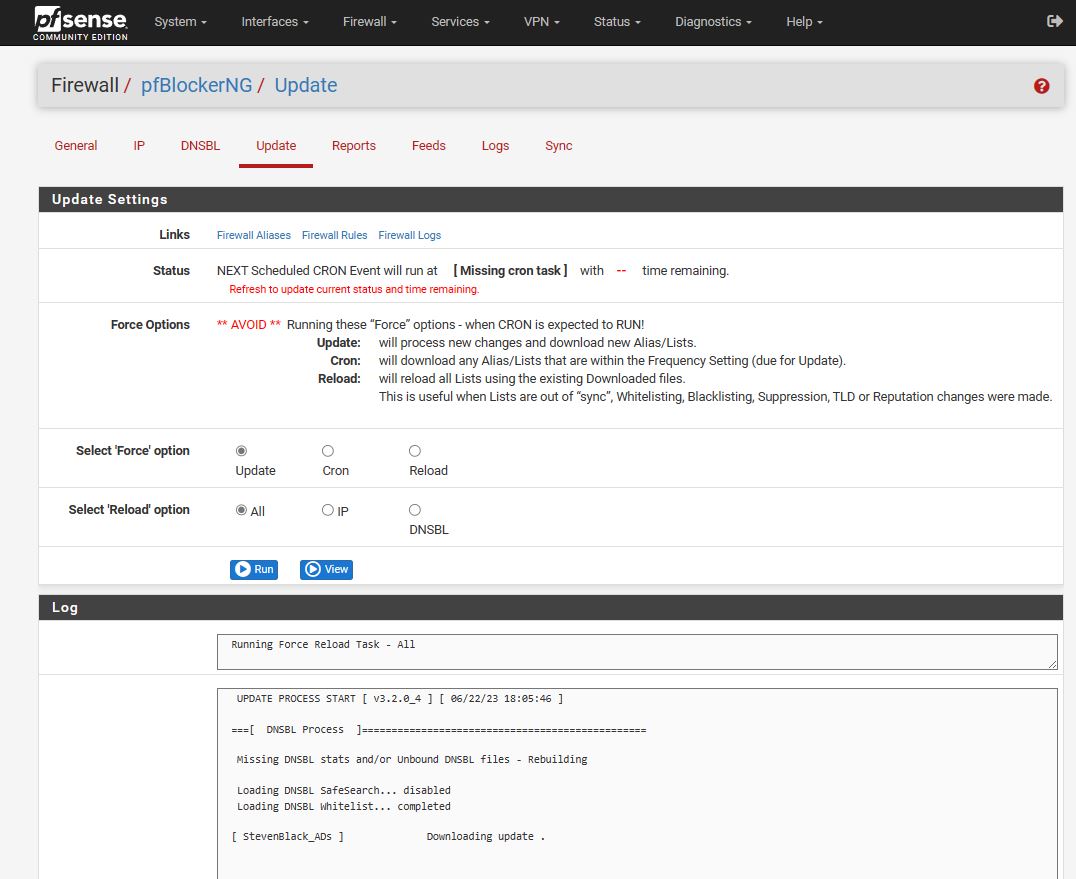 pfsense
COMMUNITY EDITION
System Interfaces Firewall Services VPN Status Diagnostics Help
Firewall / pfBlockerNG / Update
General IP DNSBL Update Reports Feeds Logs Sync
Update Settings
Links Firewall Aliases Firewall Rules Firewall Logs
Status NEXT Scheduled CRON Event will run at [ Missing cron task ] with -- time remaining.
Refresh to update current status and time remaining.
Force Options ** AVOID ** Running these “Force” options - when CRON is expected to RUN!
Update: will process new changes and download new Alias/Lists.
Cron: will download any Alias/Lists that are within the Frequency Setting (due for Update).
Reload: will reload all Lists using the existing Downloaded files.
This is useful when Lists are out of “sync”, Whitelisting, Blacklisting, Suppression, TLD or Reputation changes were made.
Select 'Force' option
Update Cron Reload
Select 'Reload' option All IP
DNSBL
Run View
Log
Running Force Reload Task - All
UPDATE PROCESS START [ v3.2.0_4 ] [ 06/22/23 18:05:46 ]
===[ DNSBL Process ]================================================
Missing DNSBL stats and/or Unbound DNSBL files - Rebuilding
Loading DNSBL SafeSearch... disabled
Loading DNSBL Whitelist... completed
[ StevenBlack_ADs ] Downloading update .